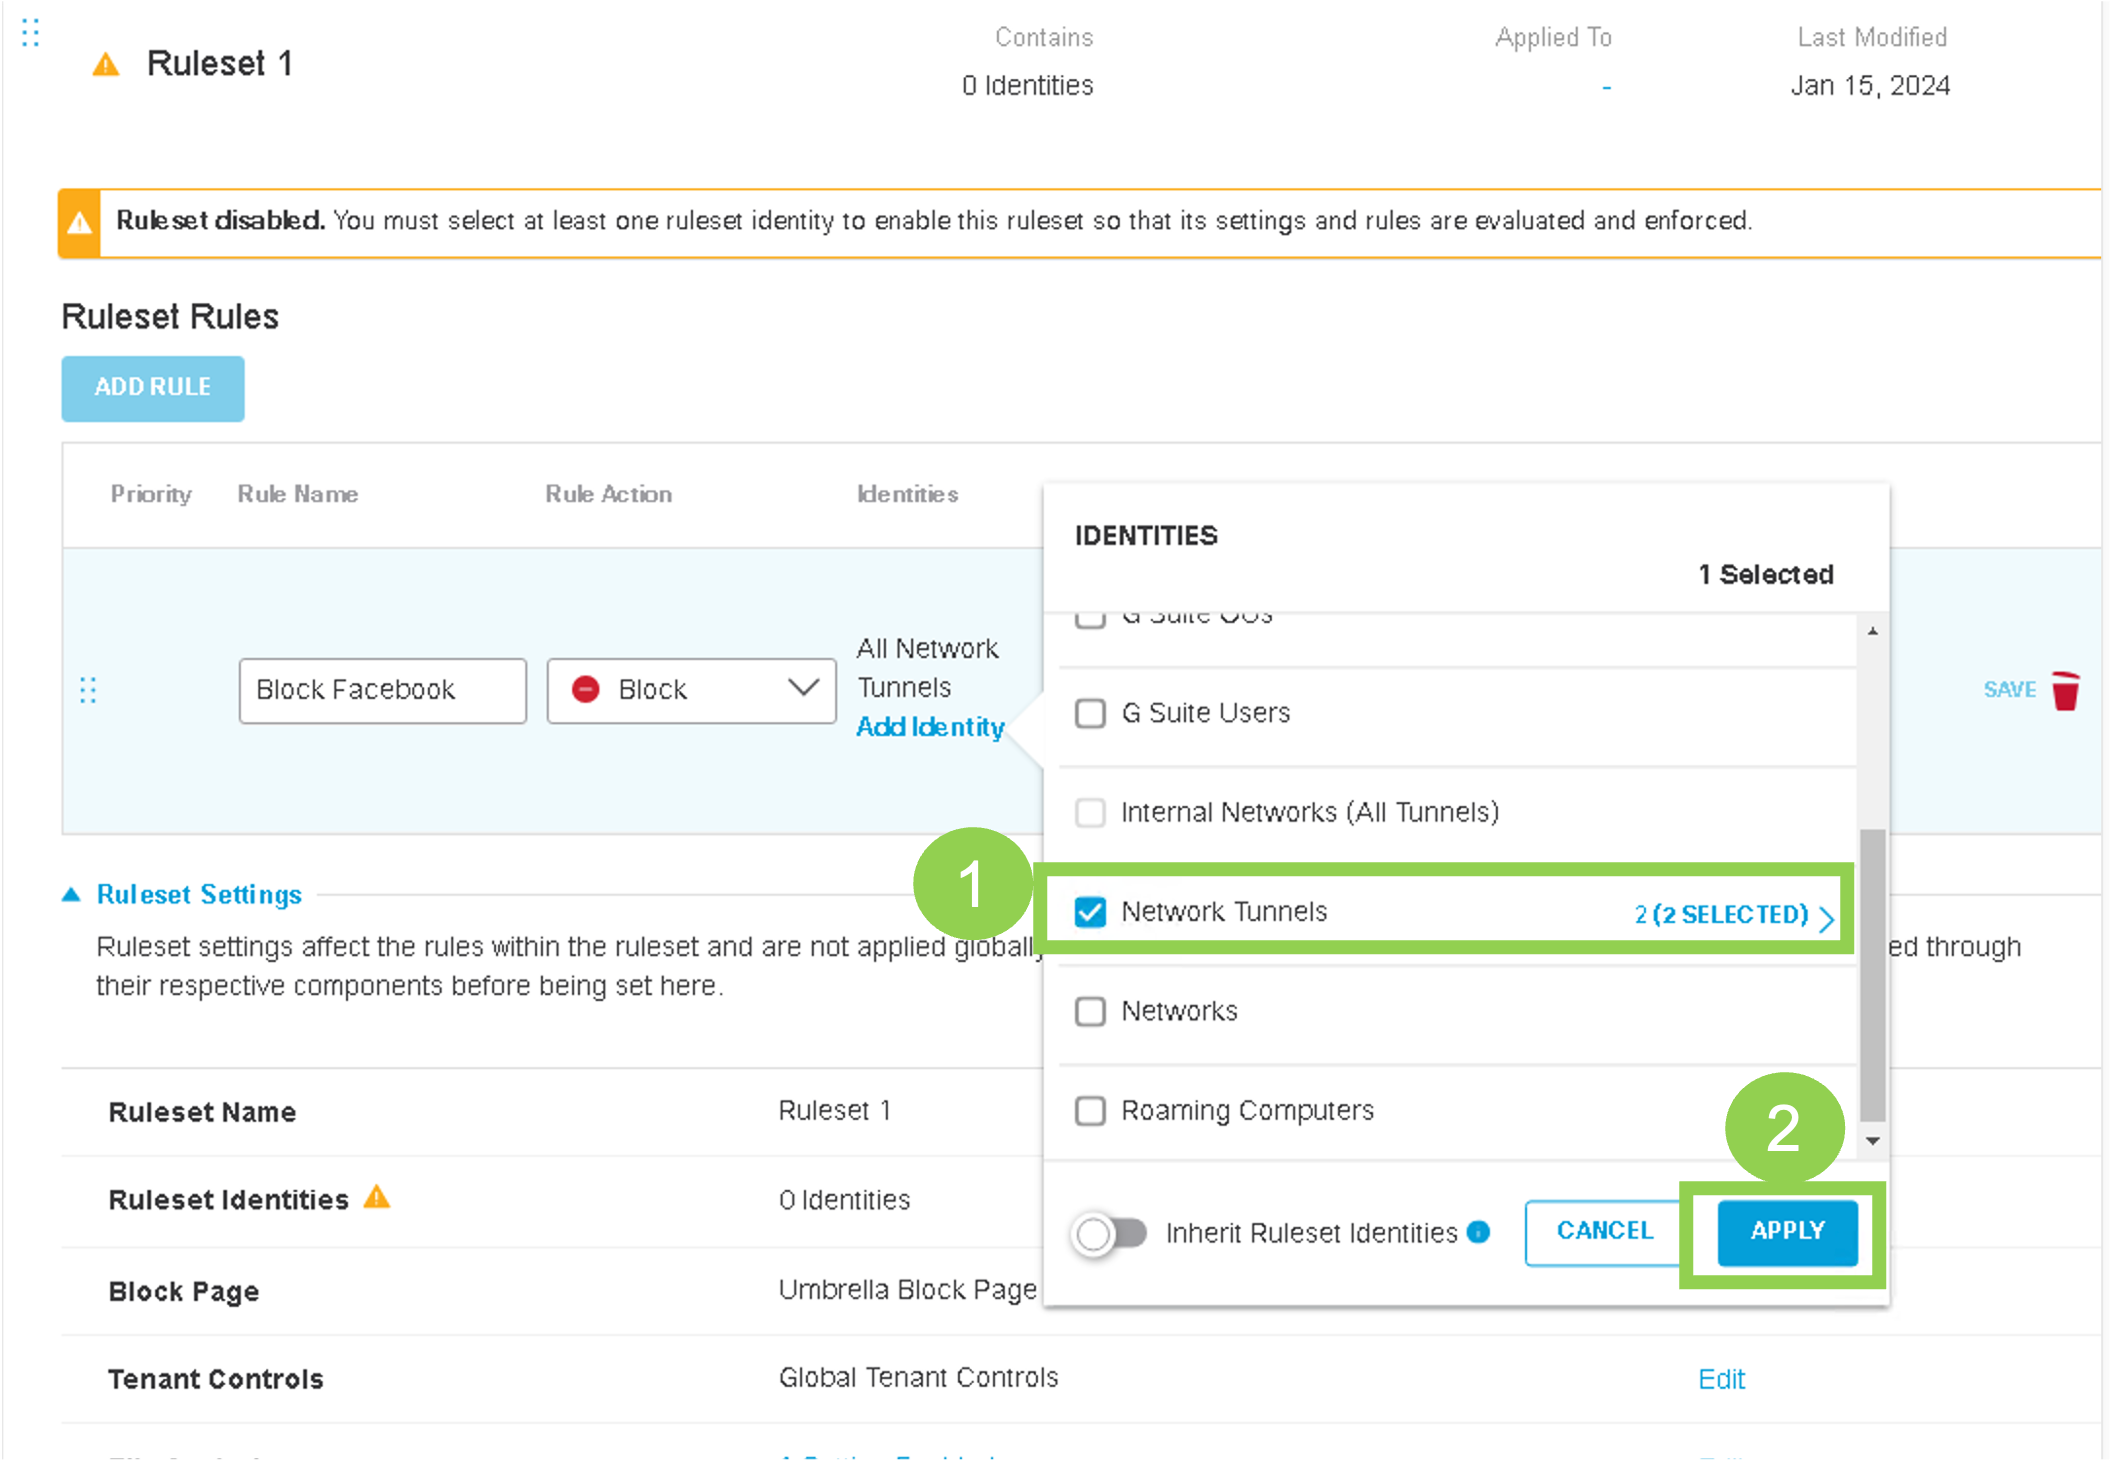 Contains
Applied To
Last Modified
Ruleset 1
0 Identities
-
Jan 15, 2024
Ruleset disabled. You must select at least one ruleset identity to enable this ruleset so that its settings and rules are evaluated and enforced.
Ruleset Rules
ADD RULE
Priority
Rule Name
Rule Action
Identities
Block Facebook
Block
All Network
Tunnels
Add Identity
SAVE
IDENTITIES
1 Selected
G Suite OUs
G Suite Users
Internal Networks (All Tunnels)
1
Network Tunnels
2 (2 SELECTED)
Networks
Roaming Computers
2
Inherit Ruleset Identities
CANCEL
APPLY
Ruleset Settings
Ruleset settings affect the rules within the ruleset and are not applied globally ed through
their respective components before being set here.
Ruleset Name
Ruleset 1
Ruleset Identities
0 Identities
Block Page
Umbrella Block Page
Tenant Controls
Global Tenant Controls
Edit